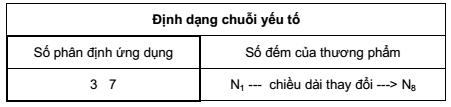 Định dạng chuỗi yếu tố
Số phân định ứng dụng Số đếm của thương phẩm
3 7 N₁ --- chiều dài thay đổi ---> N₈